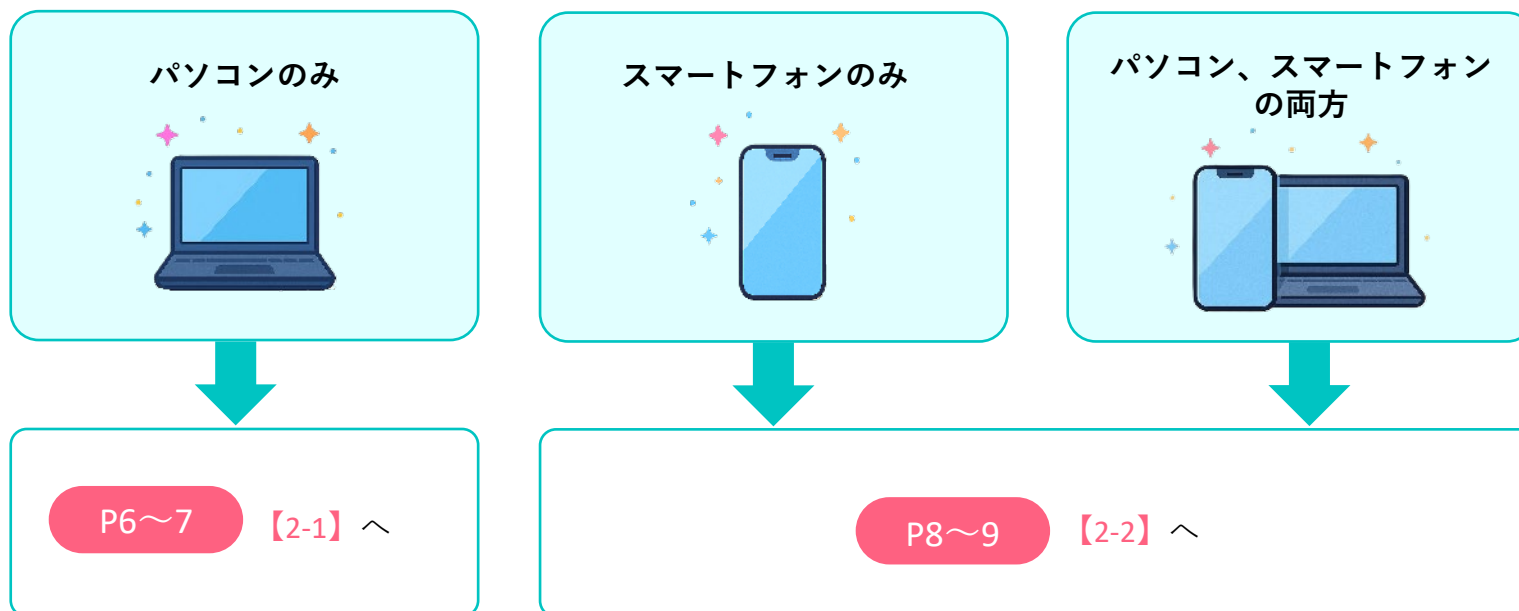 パソコンのみ
スマートフォンのみ
パソコン、スマートフォン
の両方
P6～7 【2-1】へ
P8～9 【2-2】へ